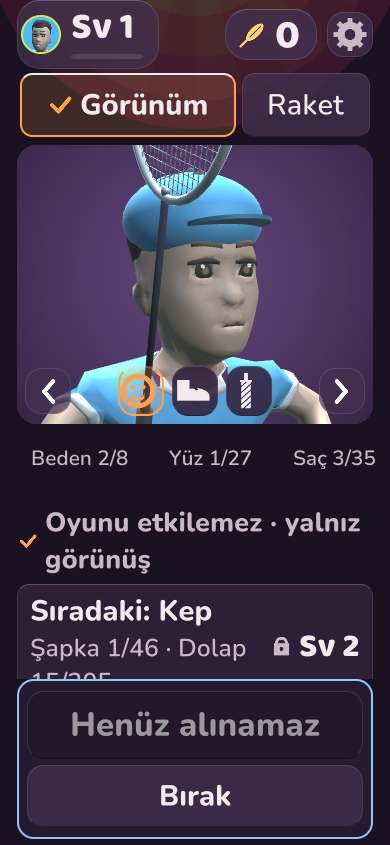 Sv 1
0
Görünüm
Raket
Beden 2/8
Yüz 1/27
Saç 3/35
Oyunu etkilemez · yalnız
görünüş
Sıradaki: Kep
Şapka 1/46 · Dolap
Sv 2
Henüz alınamaz
Bırak